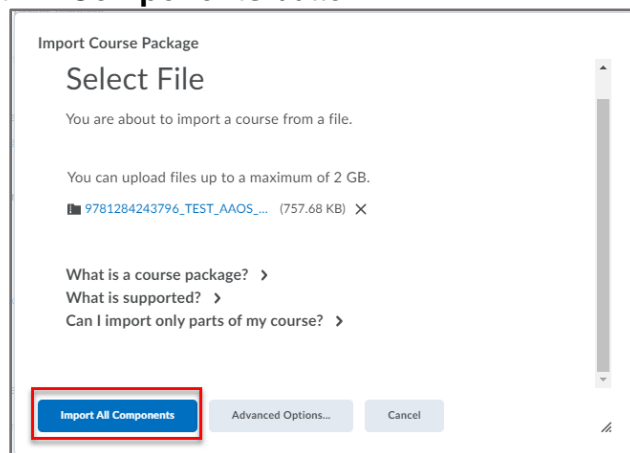 Import Course Package
Select File
You are about to import a course from a file.
You can upload files up to a maximum of 2 GB.
9781284243796_TEST_AAOS_... (757.68 KB) ×
What is a course package? >
What is supported? >
Can I import only parts of my course? >
Import All Components Advanced Options... Cancel